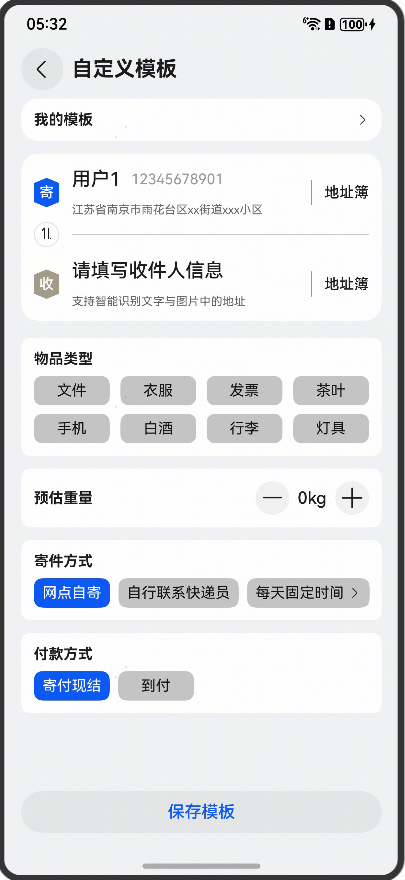 05:32
6 100
自定义模板
我的模板
寄 用户1 12345678901 地址簿
江苏省南京市雨花台区xx街道xxx小区
收 请填写收件人信息 地址簿
支持智能识别文字与图片中的地址
物品类型
文件 衣服 发票 茶叶
手机 白酒 行李 灯具
预估重量 0kg
寄件方式
网点自寄 自行联系快递员 每天固定时间
付款方式
寄付现结 到付
保存模板